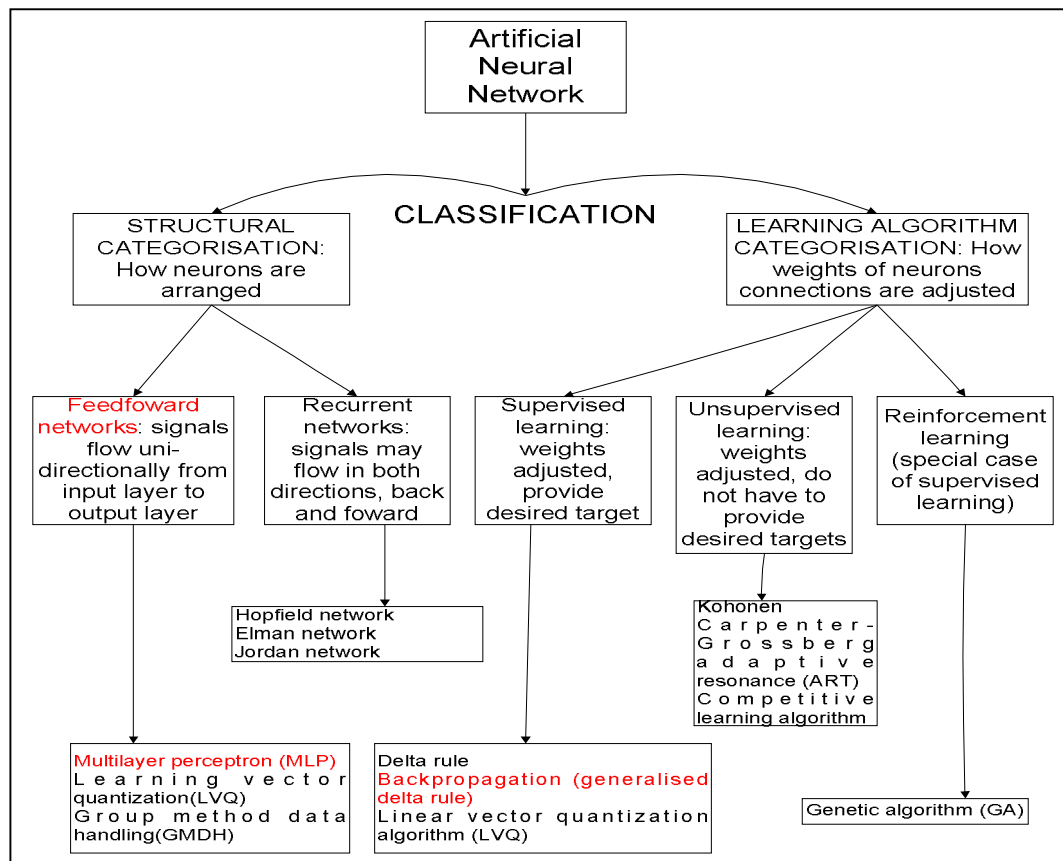 Artificial
Neural
Network
CLASSIFICATION
STRUCTURAL
CATEGORISATION:
How neurons are
arranged
LEARNING ALGORITHM
CATEGORISATION: How
weights of neurons
connections are adjusted
Feedfoward
networks: signals
flow uni-
directionally from
input layer to
output layer
Recurrent
networks:
signals may
flow in both
directions, back
and foward
Supervised
learning:
weights
adjusted,
provide
desired target
Unsupervised
learning:
weights
adjusted, do
not have to
provide
desired targets
Reinforcement
learning
(special case
of supervised
learning)
Hopfield network
Elman network
Jordan network
Kohonen
Carpenter-
Grossberg
adaptive
resonance (ART)
Competitive
learning algorithm
Multilayer perceptron (MLP)
Learning vector
quantization(LVQ)
Group method data
handling(GMDH)
Delta rule
Backpropagation (generalised
delta rule)
Linear vector quantization
algorithm (LVQ)
Genetic algorithm (GA)